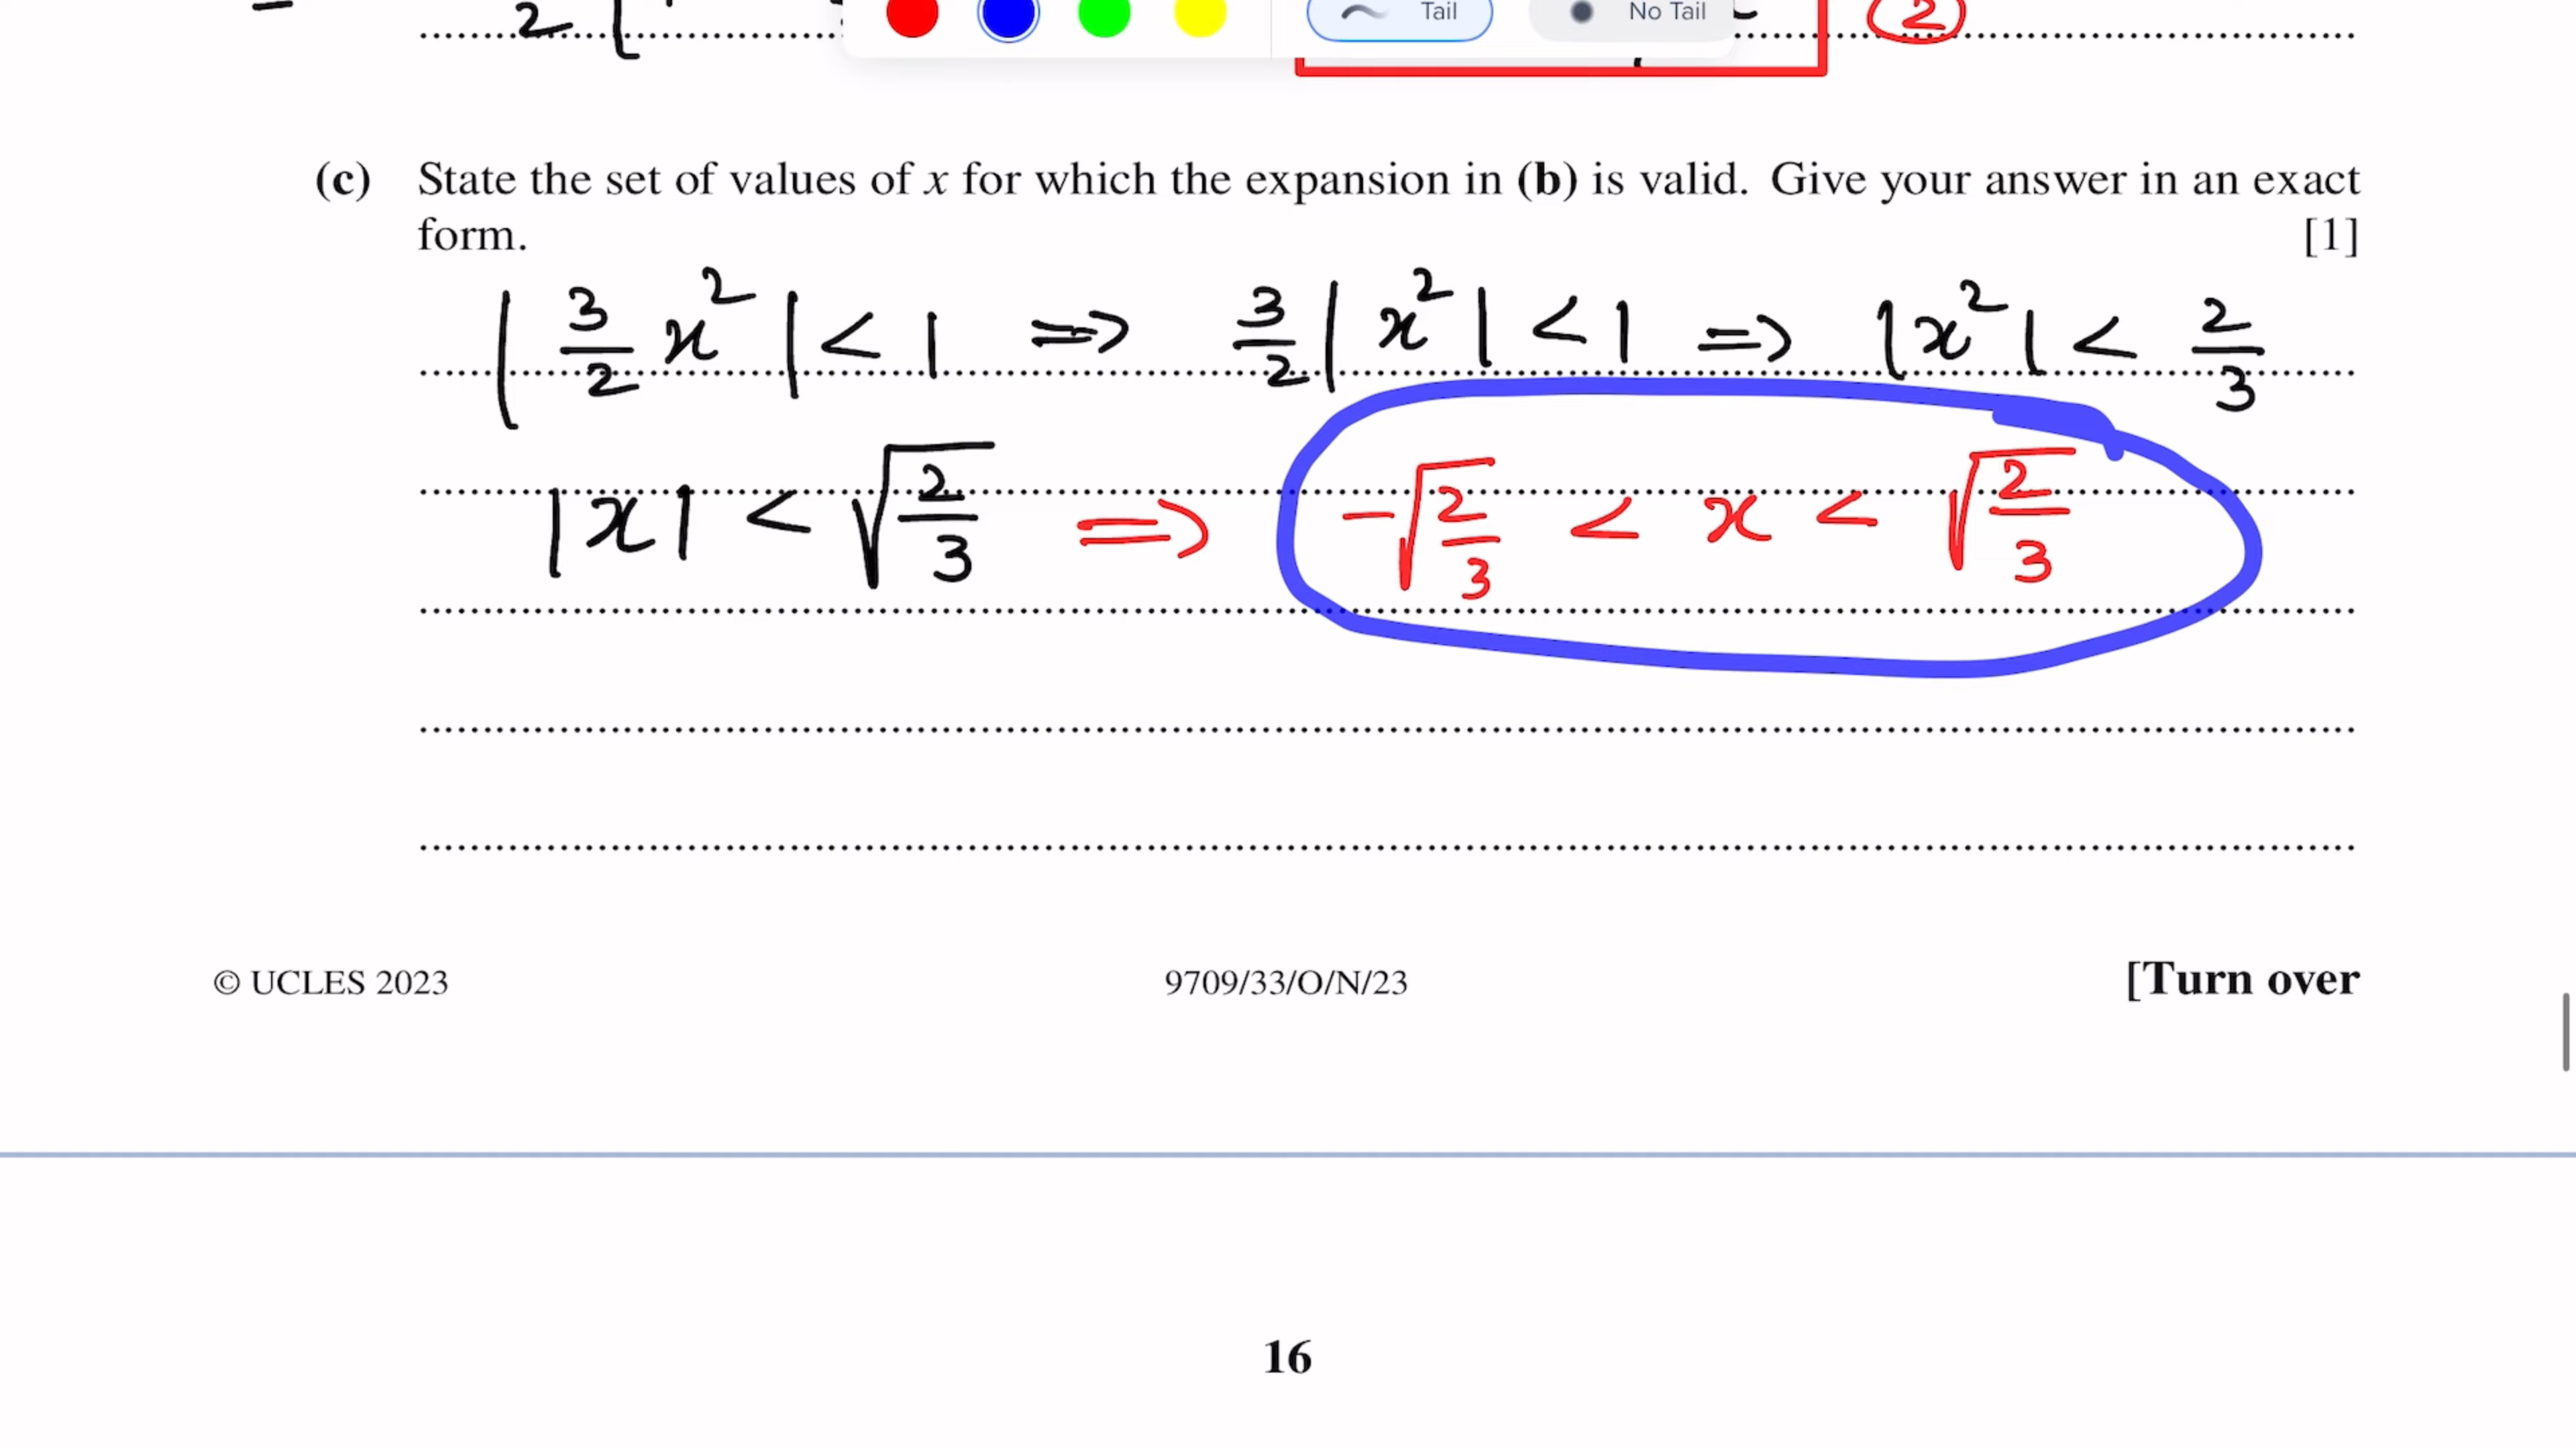 2 [
Tail No Tail
2
(c) State the set of values of x for which the expansion in (b) is valid. Give your answer in an exact
form. [1]
| 3/2 x² | < 1 => 3/2 | x² | < 1 => | x² | < 2/3
|x| < √(2/3) => -√(2/3) < x < √(2/3)
© UCLES 2023 9709/33/O/N/23 [Turn over
16